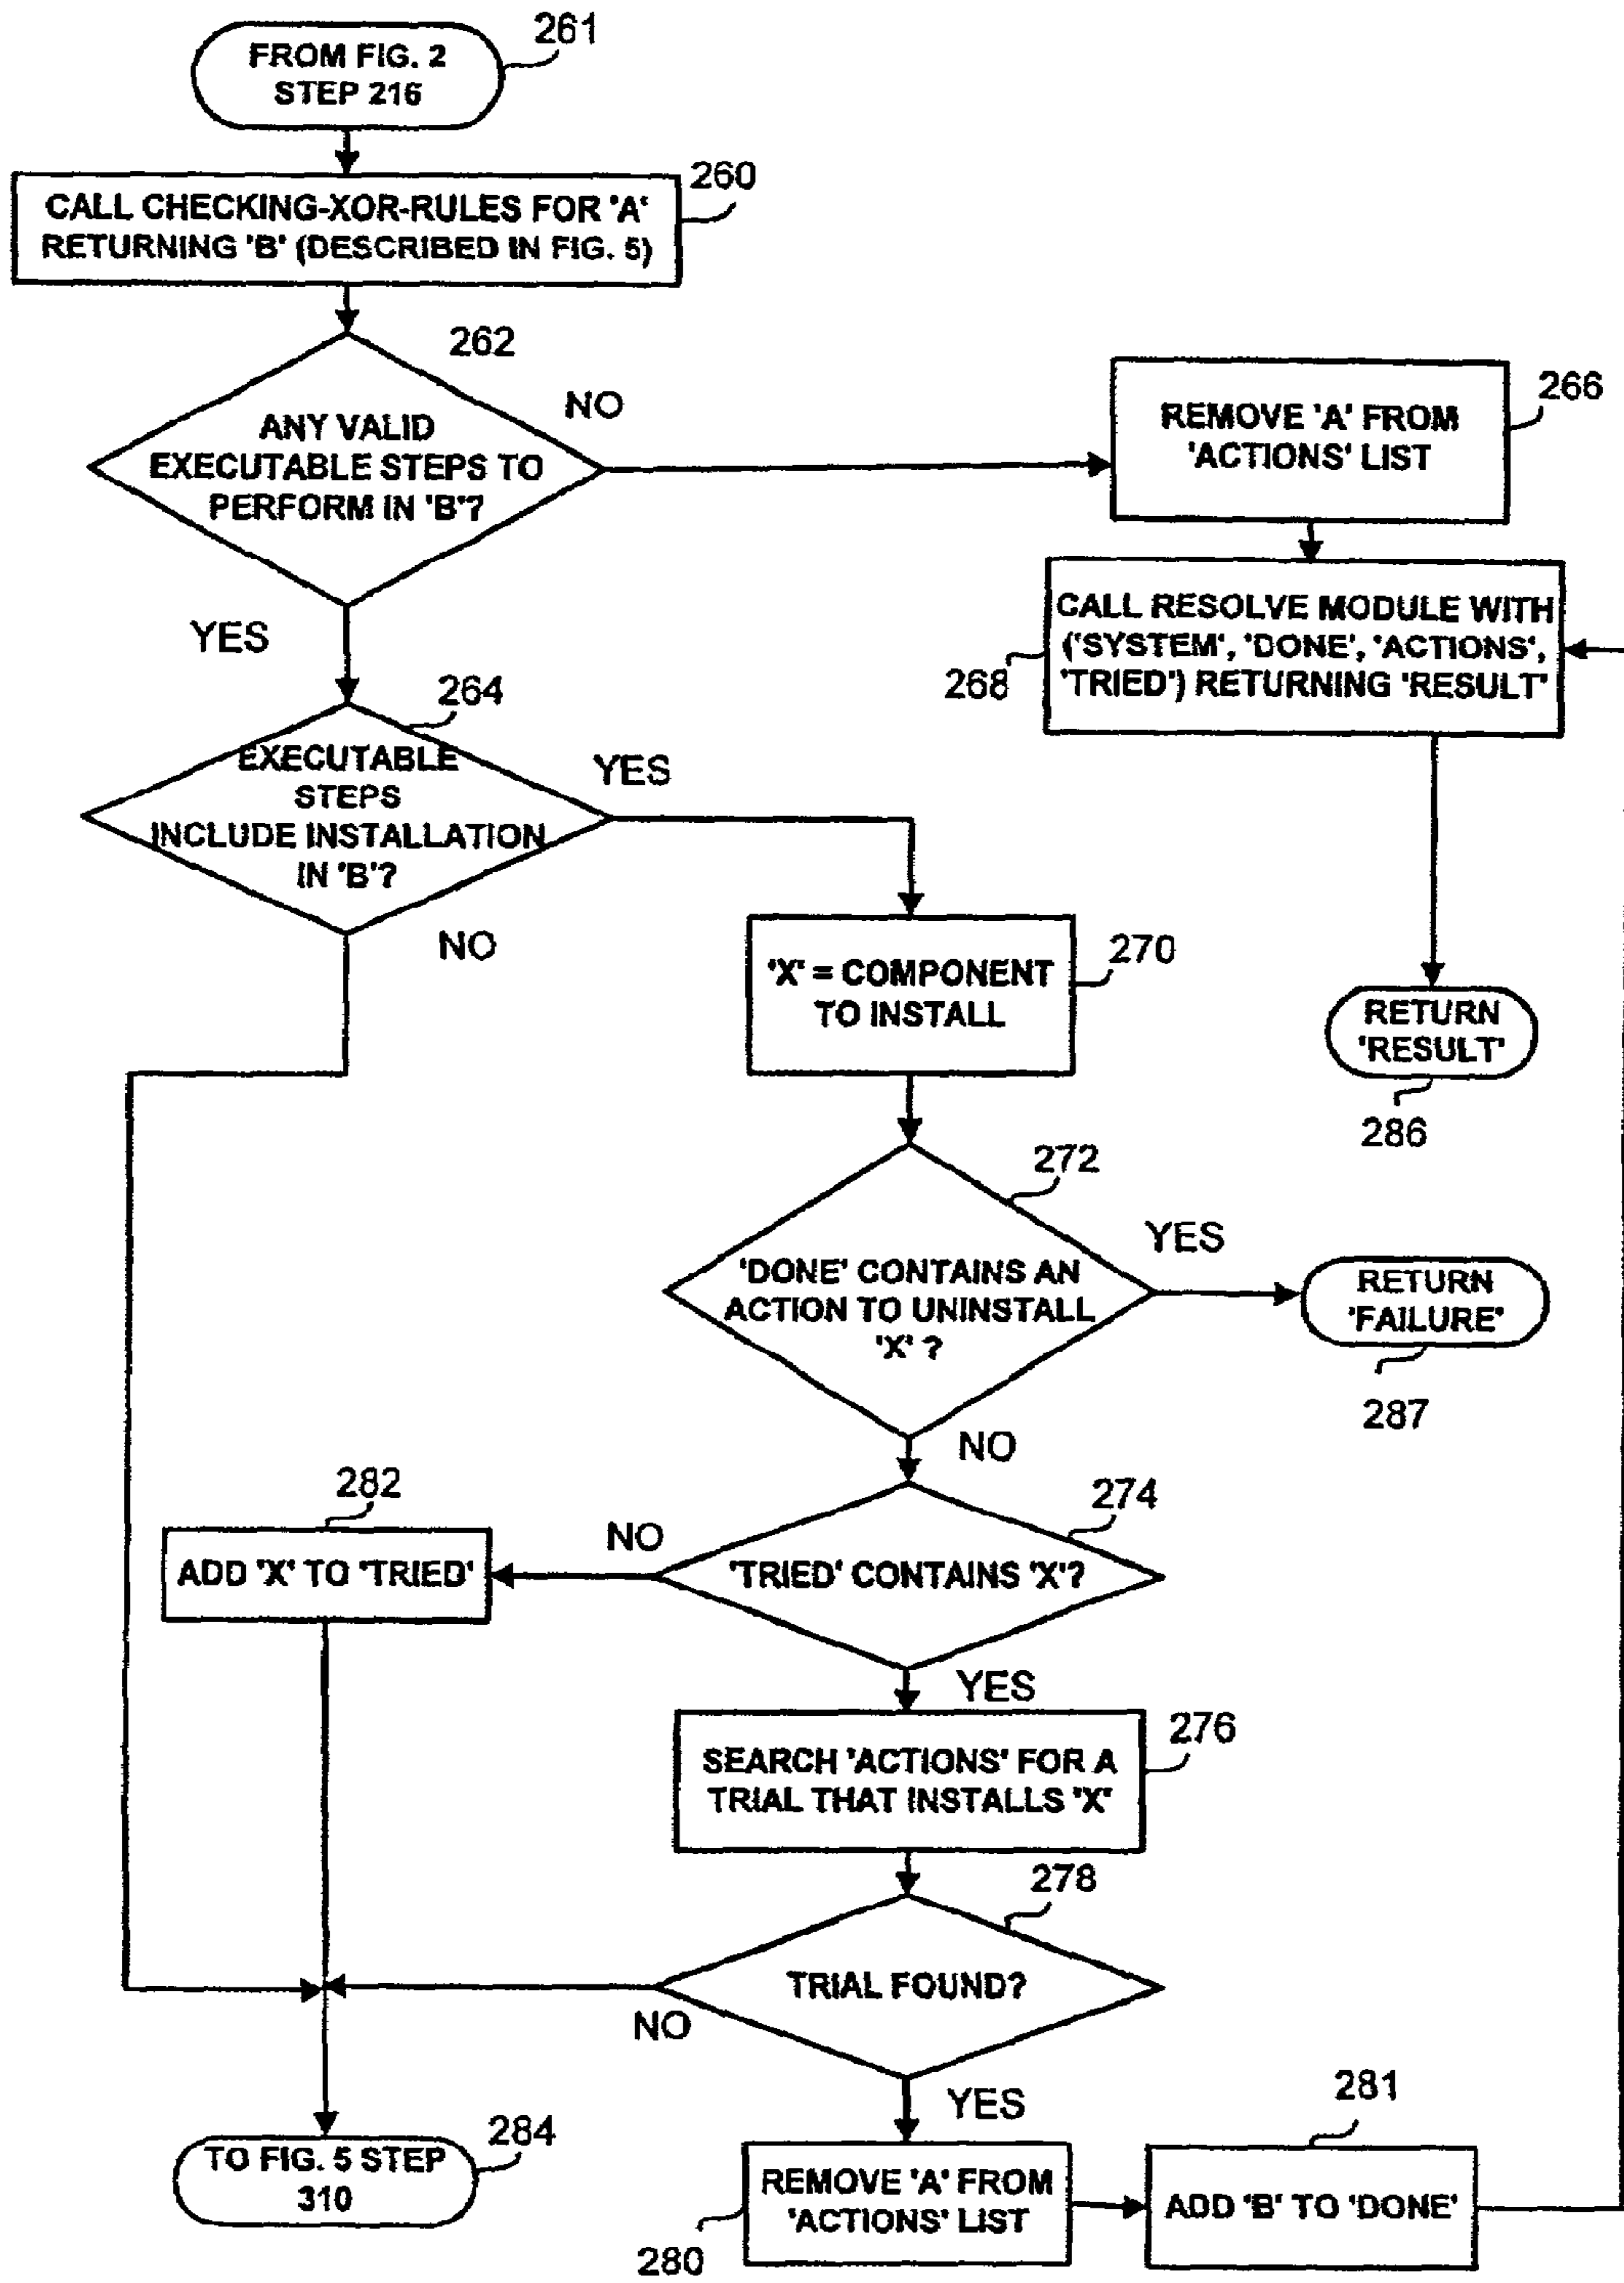 FROM FIG. 2
STEP 216
261
CALL CHECKING-XOR-RULES FOR 'A'
RETURNING 'B' (DESCRIBED IN FIG. 5)
260
262
ANY VALID
EXECUTABLE STEPS TO
PERFORM IN 'B'?
NO
YES
REMOVE 'A' FROM
'ACTIONS' LIST
266
CALL RESOLVE MODULE WITH
('SYSTEM', 'DONE', 'ACTIONS',
'TRIED') RETURNING 'RESULT'
268
264
EXECUTABLE
STEPS
INCLUDE INSTALLATION
IN 'B'?
YES
NO
'X' = COMPONENT
TO INSTALL
270
RETURN
'RESULT'
286
272
'DONE' CONTAINS AN
ACTION TO UNINSTALL
'X' ?
YES
NO
RETURN
'FAILURE'
287
274
'TRIED' CONTAINS 'X'?
NO
YES
282
ADD 'X' TO 'TRIED'
SEARCH 'ACTIONS' FOR A
TRIAL THAT INSTALLS 'X'
276
278
TRIAL FOUND?
NO
YES
TO FIG. 5 STEP
310
284
REMOVE 'A' FROM
'ACTIONS' LIST
280
281
ADD 'B' TO 'DONE'